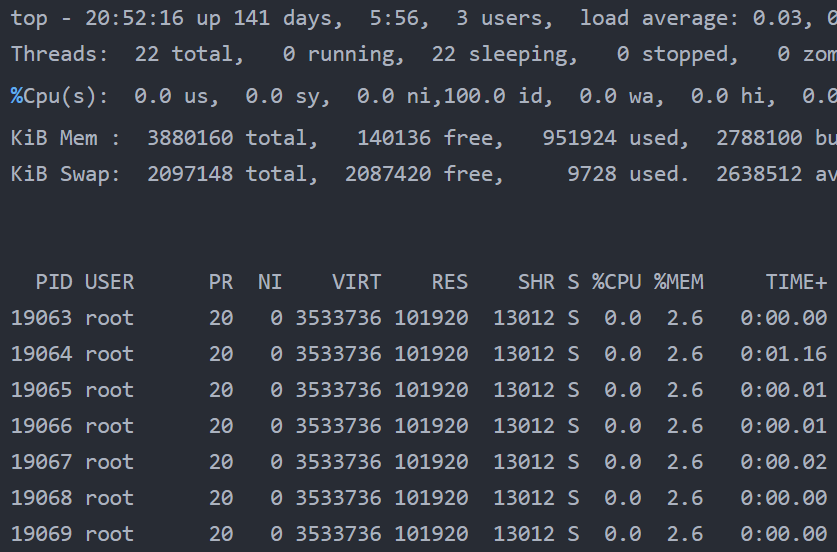 top - 20:52:16 up 141 days,  5:56,  3 users,  load average: 0.03,
Threads:  22 total,   0 running,  22 sleeping,   0 stopped,   0
%Cpu(s):  0.0 us,  0.0 sy,  0.0 ni,100.0 id,  0.0 wa,  0.0 hi,  0.0
KiB Mem :  3880160 total,   140136 free,   951924 used,  2788100
KiB Swap:  2097148 total,  2087420 free,     9728 used.  2638512
PID USER      PR  NI    VIRT    RES    SHR S %CPU %MEM     TIME+
19063 root      20   0 3533736 101920  13012 S  0.0  2.6   0:00.00
19064 root      20   0 3533736 101920  13012 S  0.0  2.6   0:01.16
19065 root      20   0 3533736 101920  13012 S  0.0  2.6   0:00.01
19066 root      20   0 3533736 101920  13012 S  0.0  2.6   0:00.01
19067 root      20   0 3533736 101920  13012 S  0.0  2.6   0:00.02
19068 root      20   0 3533736 101920  13012 S  0.0  2.6   0:00.00
19069 root      20   0 3533736 101920  13012 S  0.0  2.6   0:00.00